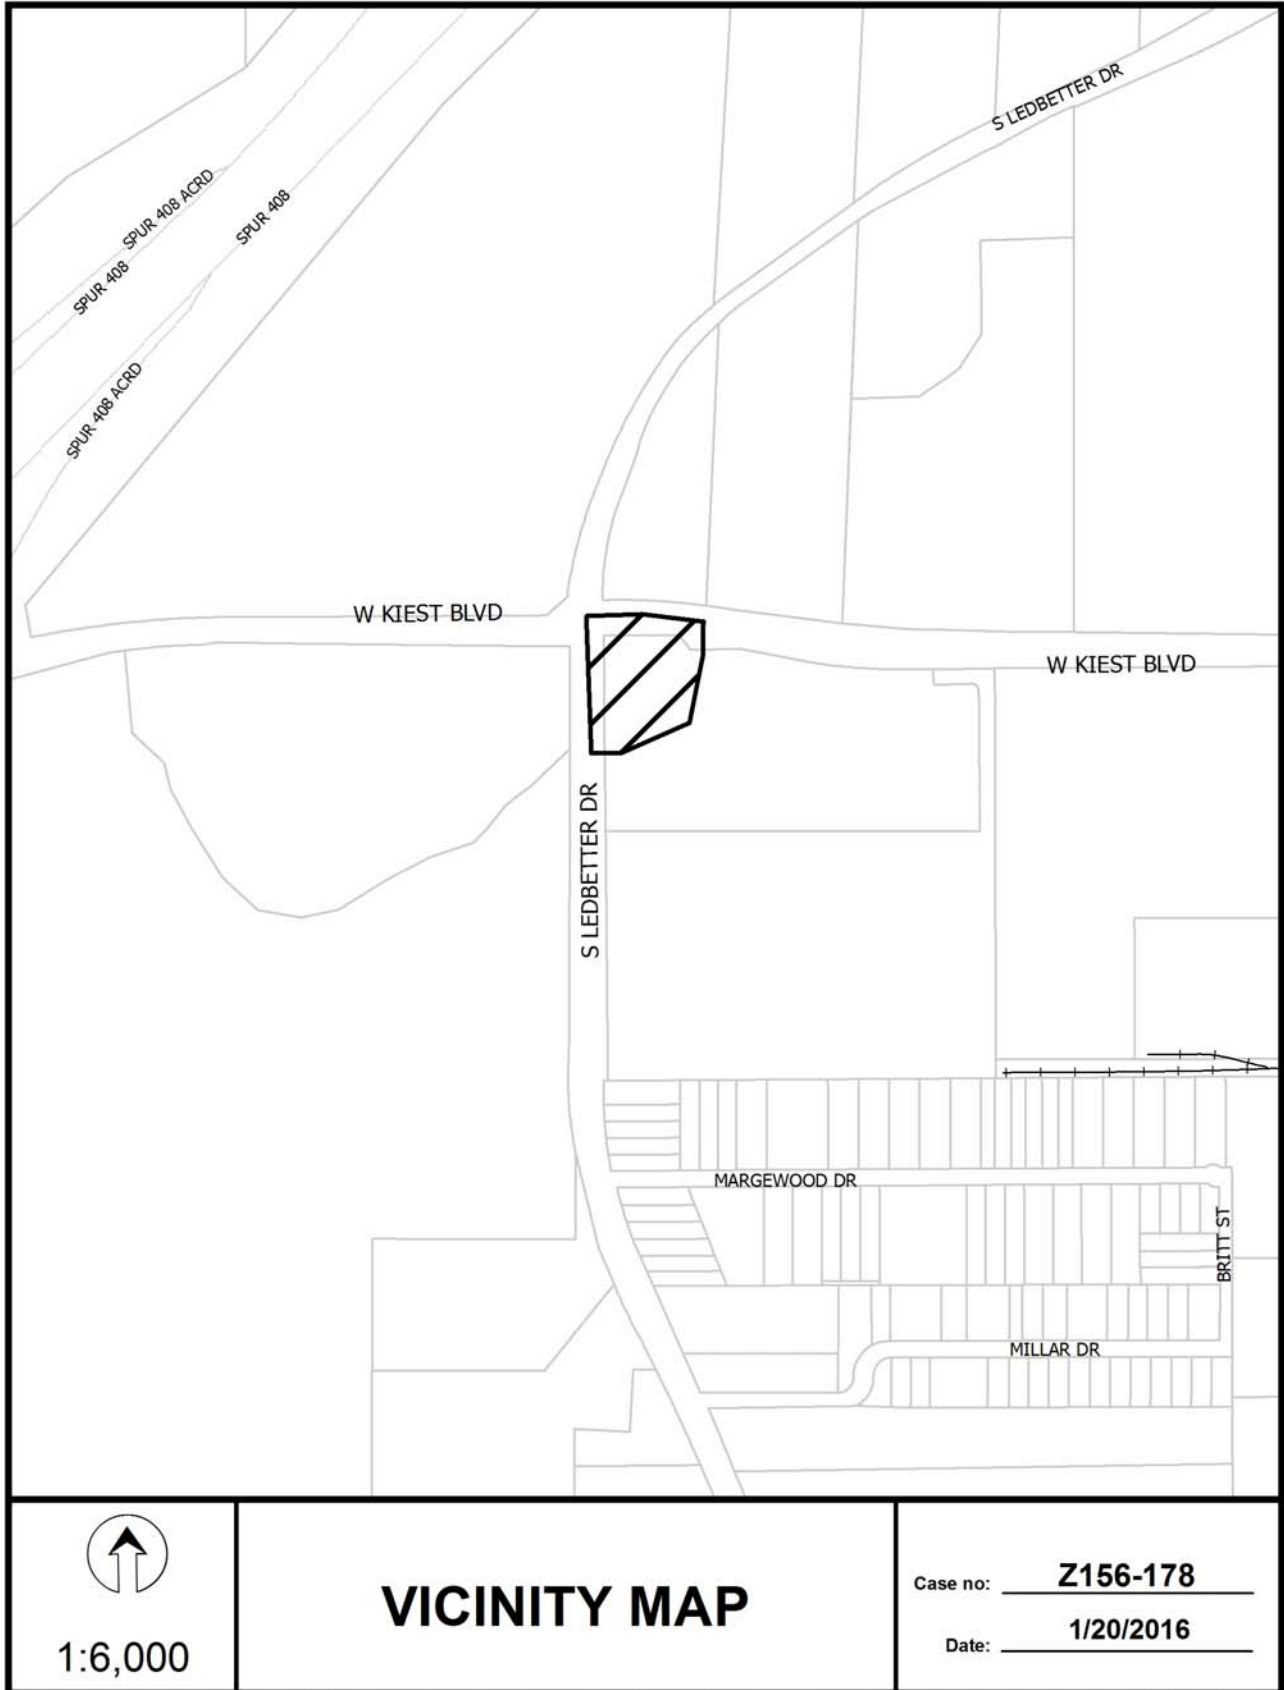 S LEDBETTER DR
SPUR 408 ACRD
SPUR 408
SPUR 408
SPUR 408 ACRD
W KIEST BLVD
W KIEST BLVD
S LEDBETTER DR
MARGEWOOD DR
BRITT ST
MILLAR DR
1:6,000
VICINITY MAP
Case no: Z156-178
Date: 1/20/2016